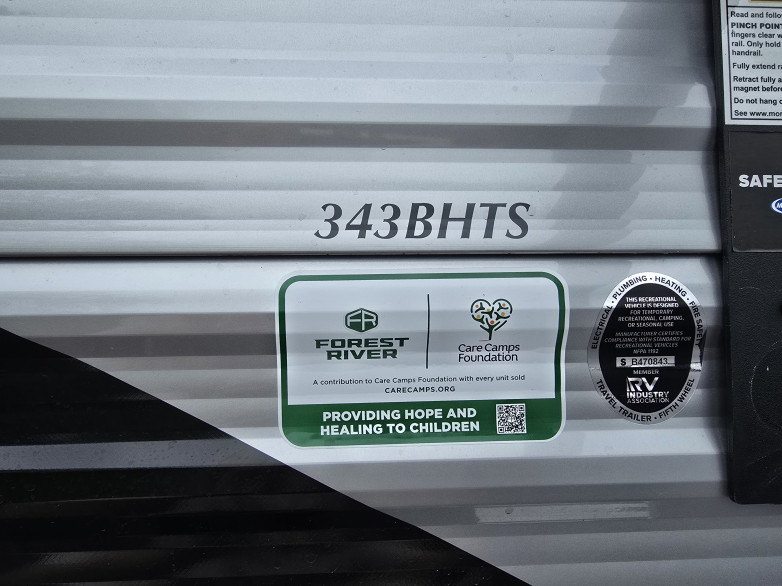 Read and follo
PINCH POIN
fingers clear w
rail. Only hold
handrail.
Fully extend ra
Retract fully a
magnet before
Do not hang o
See www.mor
SAFE
343BHTS
FR
FOREST
RIVER
Care Camps
Foundation
A contribution to Care Camps Foundation with every unit sold
CARECAMPS.ORG
PROVIDING HOPE AND
HEALING TO CHILDREN
ELECTRICAL · PLUMBING · HEATING · FIRE SAFETY
THIS RECREATIONAL
VEHICLE IS DESIGNED
FOR TEMPORARY
RECREATIONAL, CAMPING,
OR SEASONAL USE
MANUFACTURER CERTIFIES
COMPLIANCE WITH STANDARD FOR
RECREATIONAL VEHICLES
NFPA 1192
S B470843
MEMBER
RV
INDUSTRY
ASSOCIATION
TRAVEL TRAILER · FIFTH WHEEL